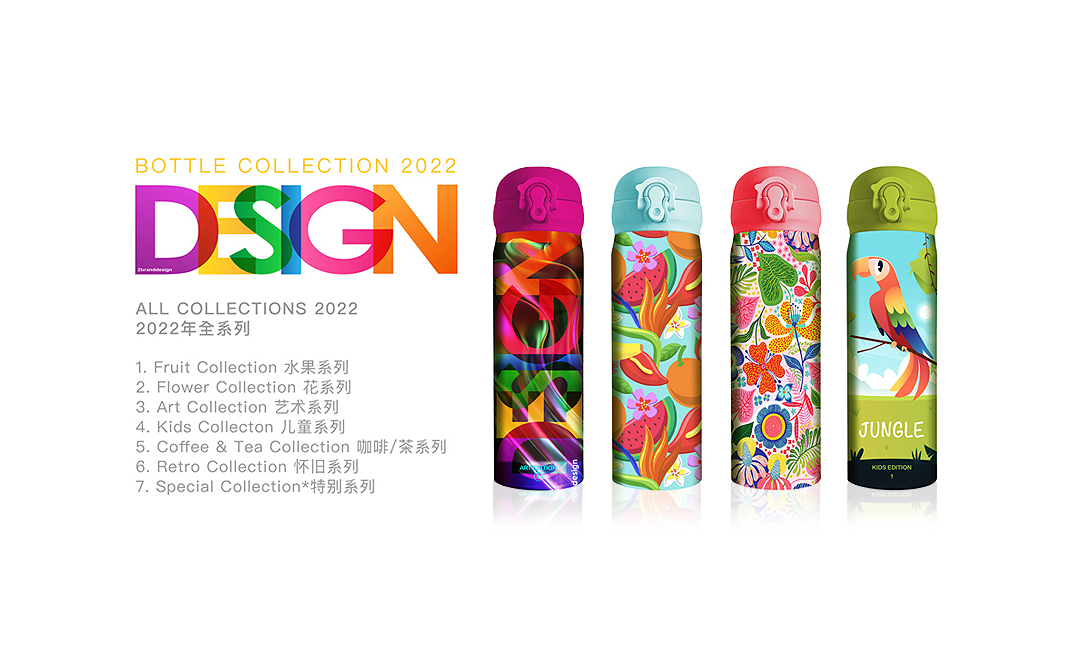 BOTTLE COLLECTION 2022
DESIGN
2branddesign
ALL COLLECTIONS 2022
2022年全系列
1. Fruit Collection 水果系列
2. Flower Collection 花系列
3. Art Collection 艺术系列
4. Kids Collecton 儿童系列
5. Coffee & Tea Collection 咖啡/茶系列
6. Retro Collection 怀旧系列
7. Special Collection*特别系列
DESIGN
JUNGLE
KIDS EDITION
1